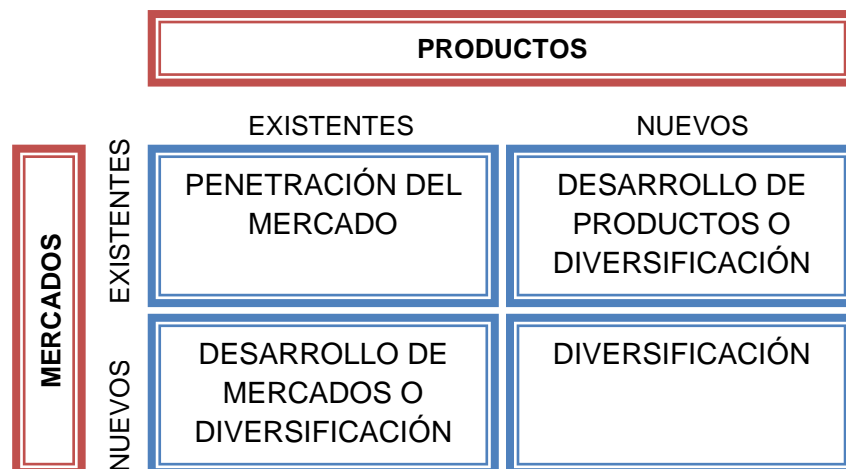 PRODUCTOS
EXISTENTES
NUEVOS
MERCADOS
EXISTENTES
PENETRACIÓN DEL
MERCADO
DESARROLLO DE
PRODUCTOS O
DIVERSIFICACIÓN
NUEVOS
DESARROLLO DE
MERCADOS O
DIVERSIFICACIÓN
DIVERSIFICACIÓN